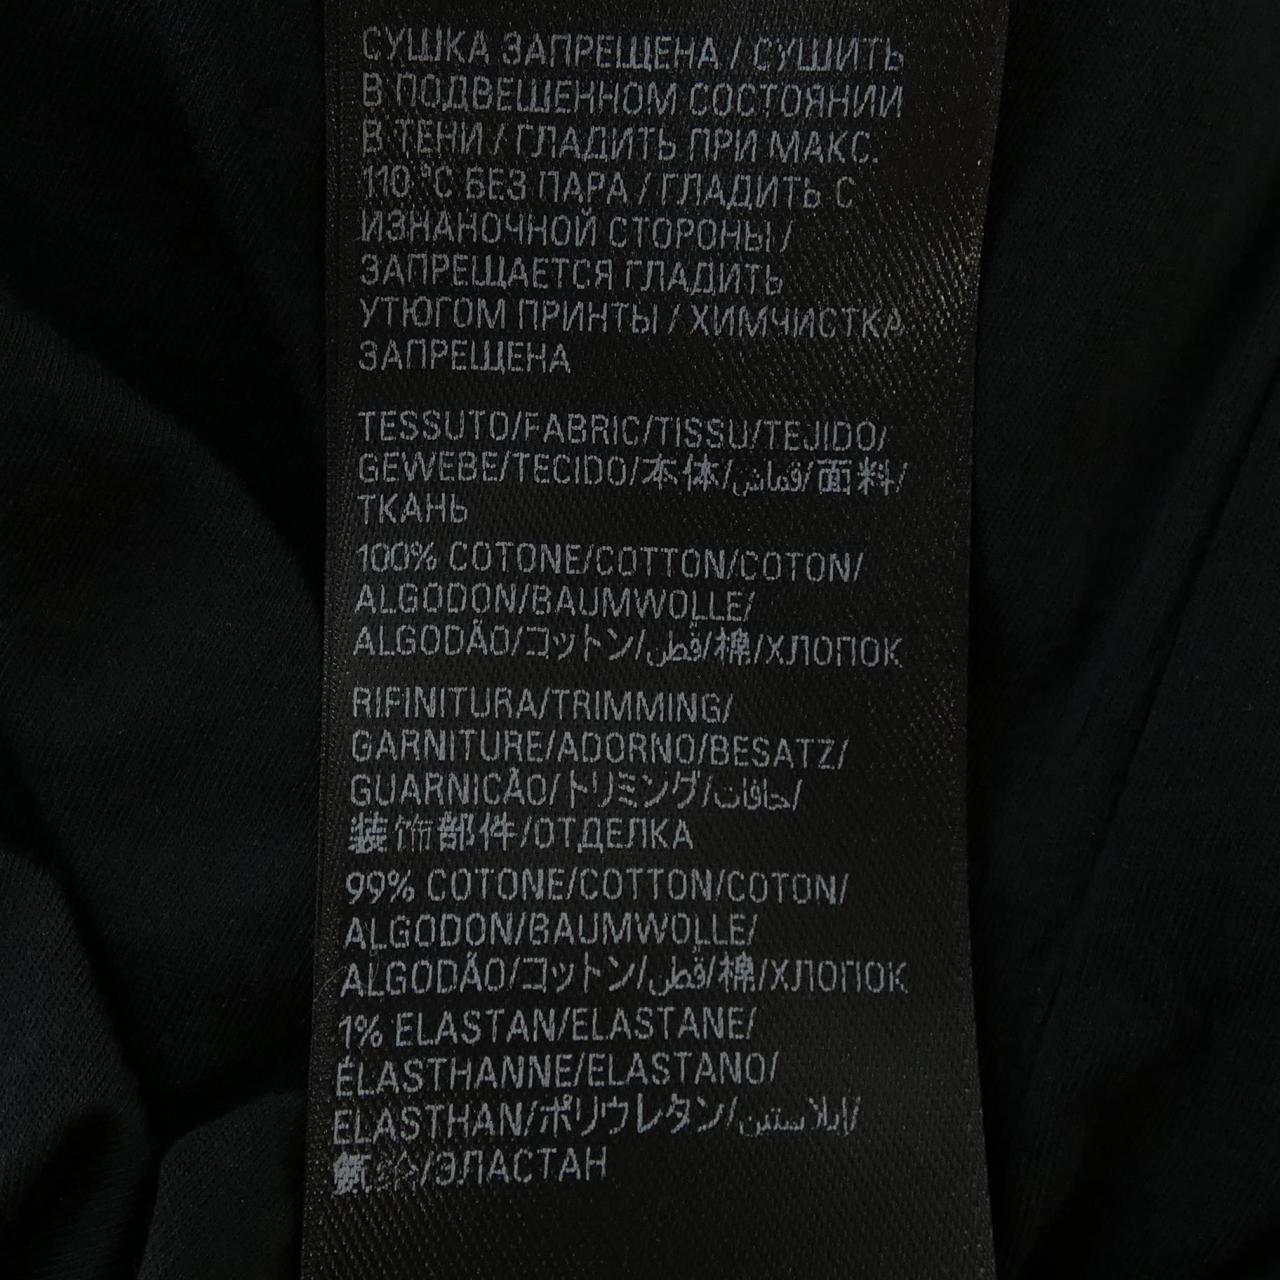 СУШКА ЗАПРЕЩЕНА / СУШИТЬ
В ПОДВЕШЕННОМ СОСТОЯНИИ
В ТЕНИ / ГЛАДИТЬ ПРИ МАКС.
110 °C БЕЗ ПАРА / ГЛАДИТЬ С
ИЗНАНОЧНОЙ СТОРОНЫ /
ЗАПРЕЩАЕТСЯ ГЛАДИТЬ
УТЮГОМ ПРИНТЫ / ХИМЧИСТКА
ЗАПРЕЩЕНА
TESSUTO/FABRIC/TISSU/TEJIDO/
GEWEBE/TECIDO/本体/قماش/面料/
ТКАНЬ
100% COTONE/COTTON/COTON/
ALGODON/BAUMWOLLE/
ALGODÃO/コットン/قطن/棉/ХЛОПОК
RIFINITURA/TRIMMING/
GARNITURE/ADORNO/BESATZ/
GUARNICÃO/トリミング/حافات/
装饰部件/ОТДЕЛКА
99% COTONE/COTTON/COTON/
ALGODON/BAUMWOLLE/
ALGODÃO/コットン/قطن/棉/ХЛОПОК
1% ELASTAN/ELASTANE/
ÉLASTHANNE/ELASTANO/
ELASTHAN/ポリウレタン/إيلاستين/
氨纶/ЭЛАСТАН